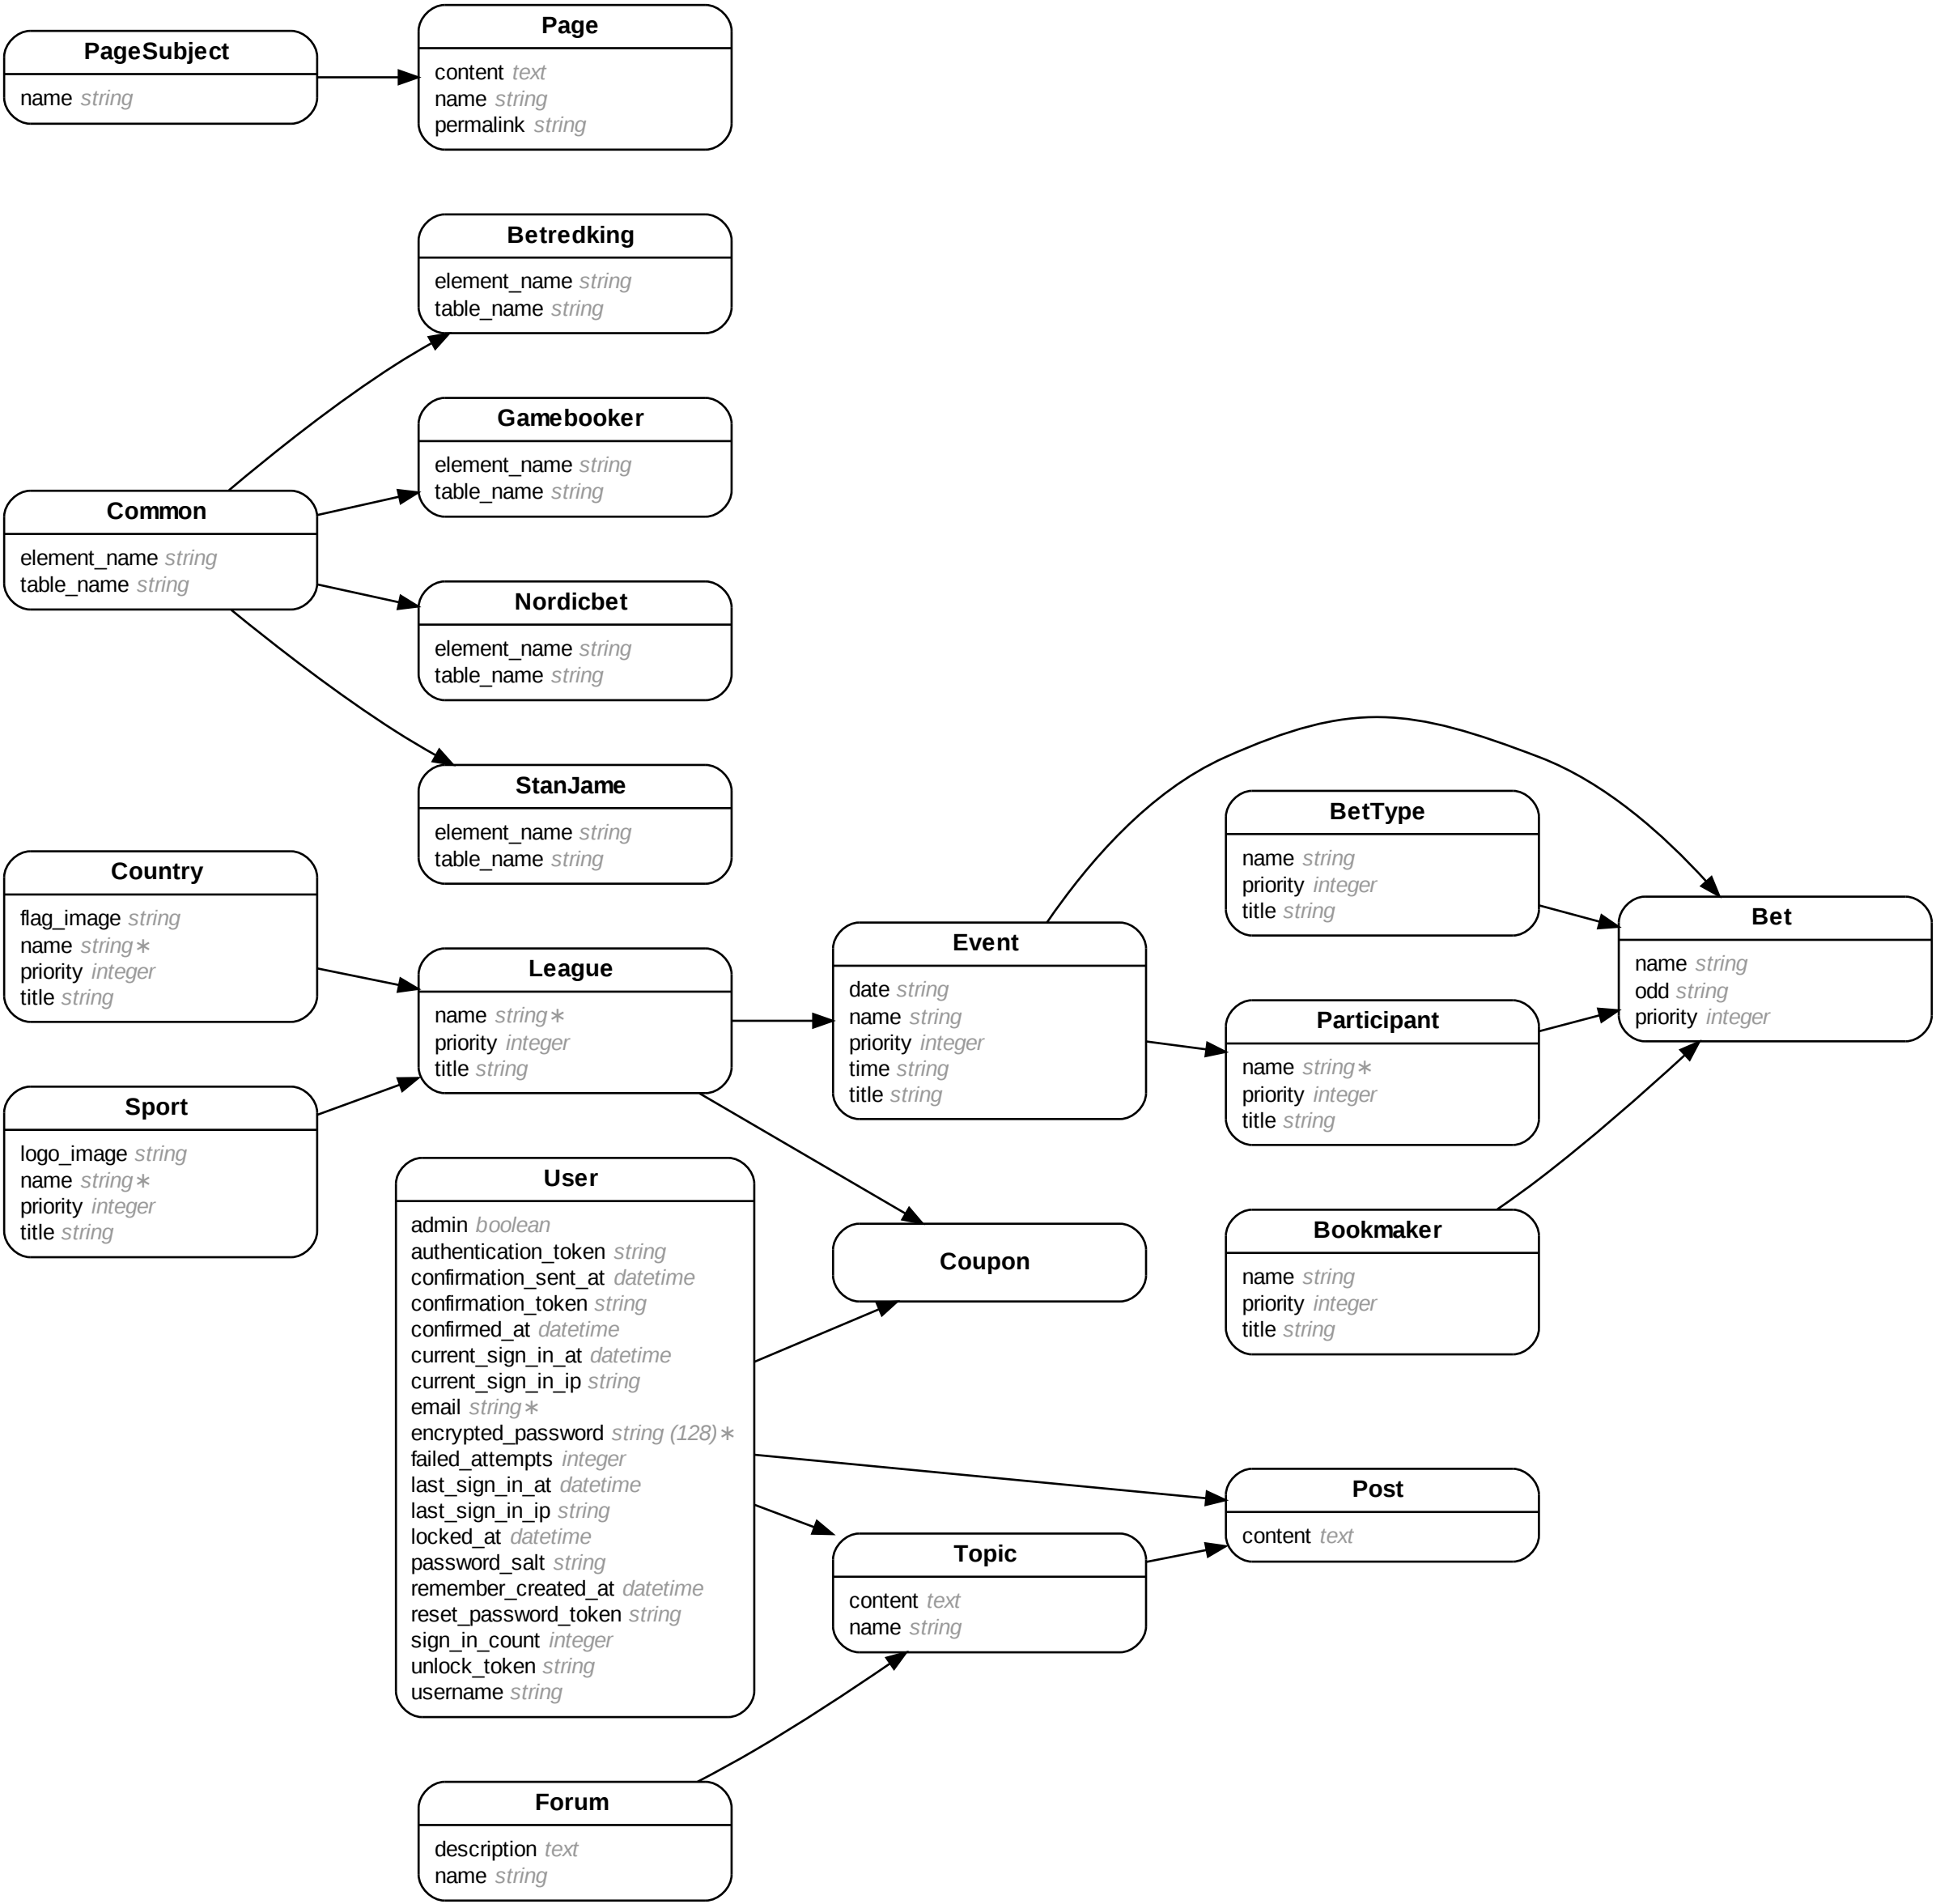 PageSubject
name string
Page
content text
name string
permalink string
Betredking
element_name string
table_name string
Gamebooker
element_name string
table_name string
Common
element_name string
table_name string
Nordicbet
element_name string
table_name string
StanJame
element_name string
table_name string
Country
flag_image string
name string∗
priority integer
title string
League
name string∗
priority integer
title string
Event
date string
name string
priority integer
time string
title string
BetType
name string
priority integer
title string
Bet
name string
odd string
priority integer
Participant
name string∗
priority integer
title string
Sport
logo_image string
name string∗
priority integer
title string
User
admin boolean
authentication_token string
confirmation_sent_at datetime
confirmation_token string
confirmed_at datetime
current_sign_in_at datetime
current_sign_in_ip string
email string∗
encrypted_password string (128)∗
failed_attempts integer
last_sign_in_at datetime
last_sign_in_ip string
locked_at datetime
password_salt string
remember_created_at datetime
reset_password_token string
sign_in_count integer
unlock_token string
username string
Coupon
Bookmaker
name string
priority integer
title string
Post
content text
Topic
content text
name string
Forum
description text
name string